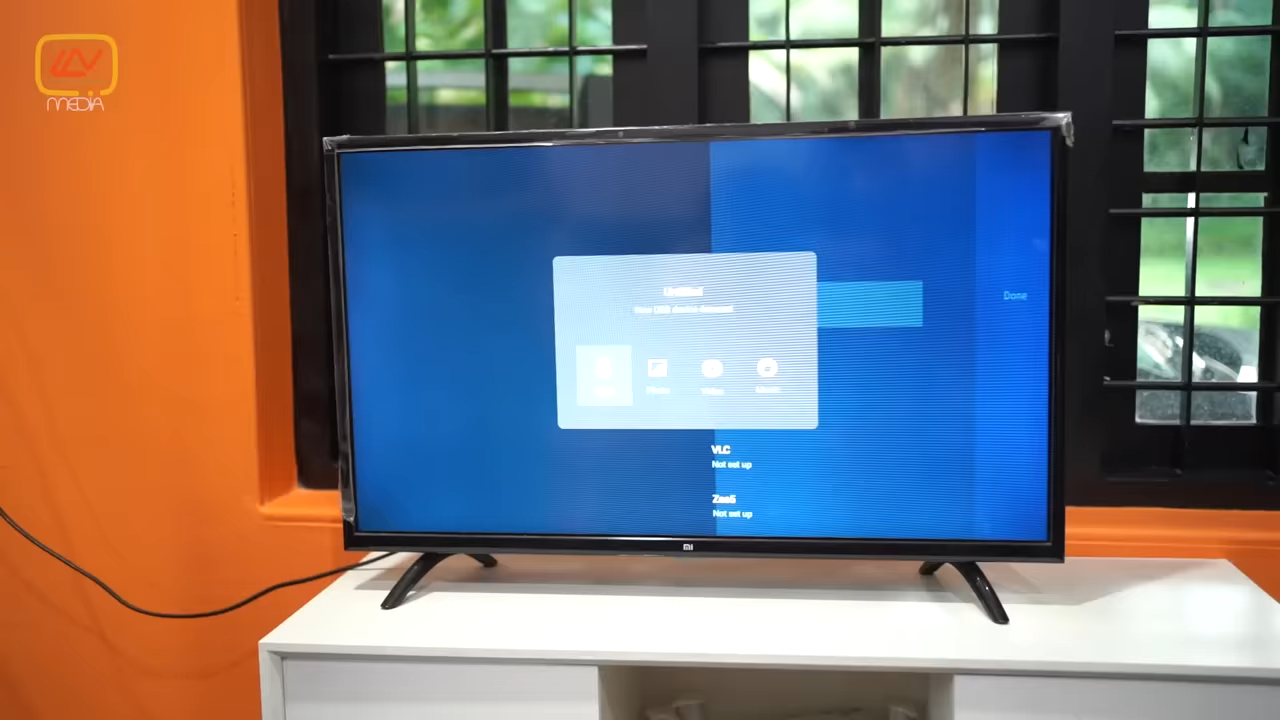 MEDIA
Untitled
New USB device detected
Photo
Video
Music
Done
VLC
Not set up
Zee5
Not set up
MI